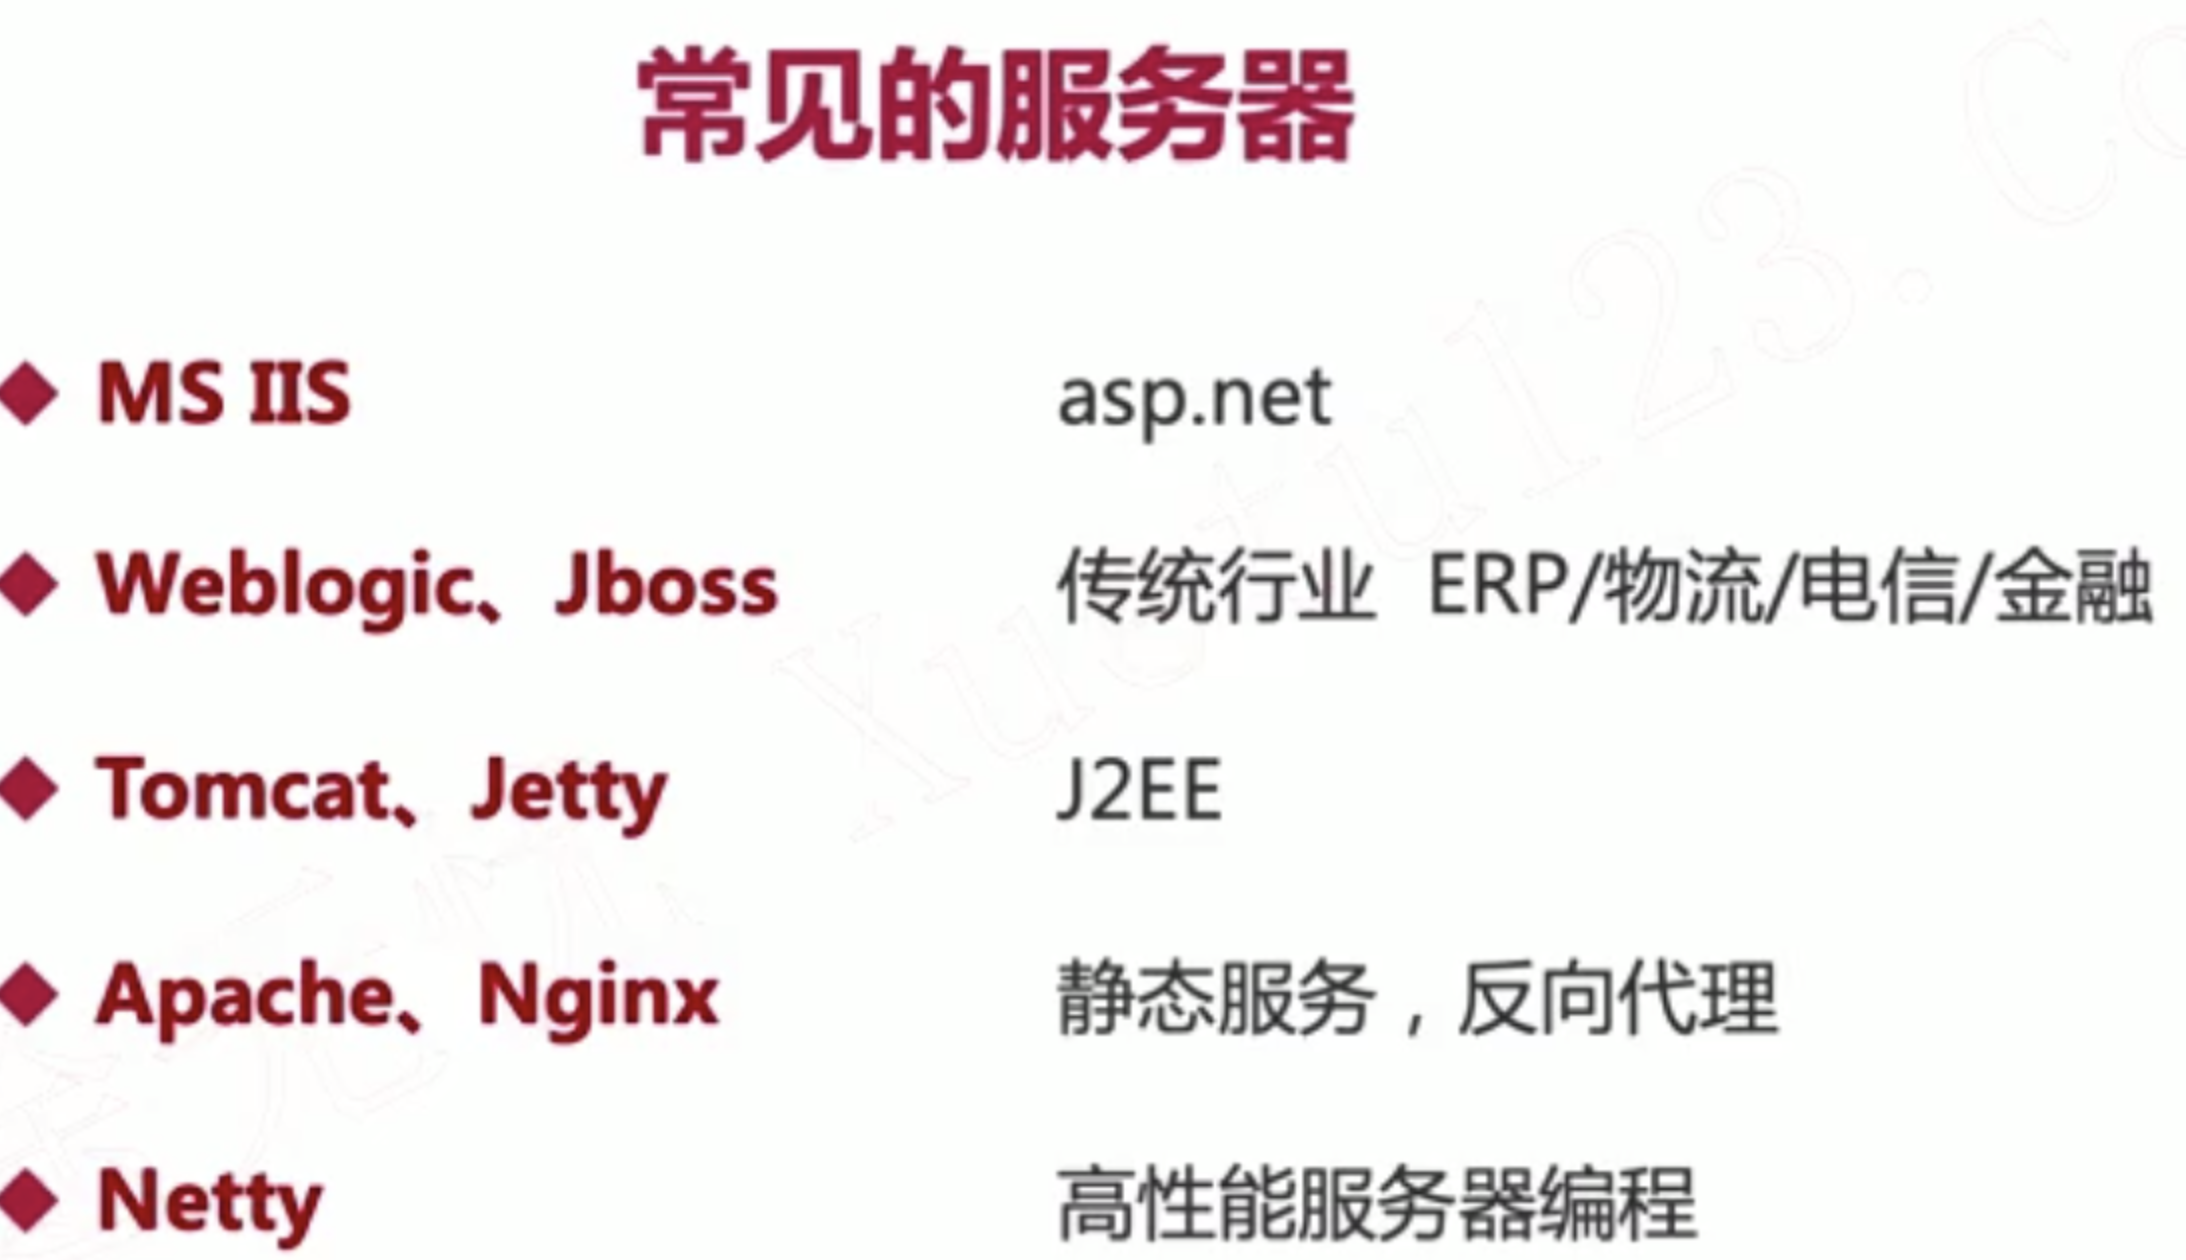 常见的服务器
MS IIS asp.net
Weblogic、Jboss 传统行业 ERP/物流/电信/金融
Tomcat、Jetty J2EE
Apache、Nginx 静态服务，反向代理
Netty 高性能服务器编程